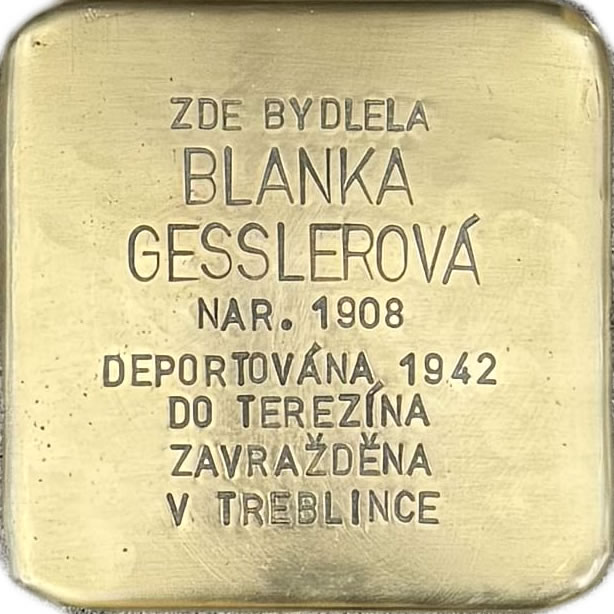 ZDE BYDLELA
BLANKA
GESSLEROVÁ
NAR. 1908
DEPORTOVÁNA 1942
DO TEREZÍNA
ZAVRAŽDĚNA
V TREBLINCE